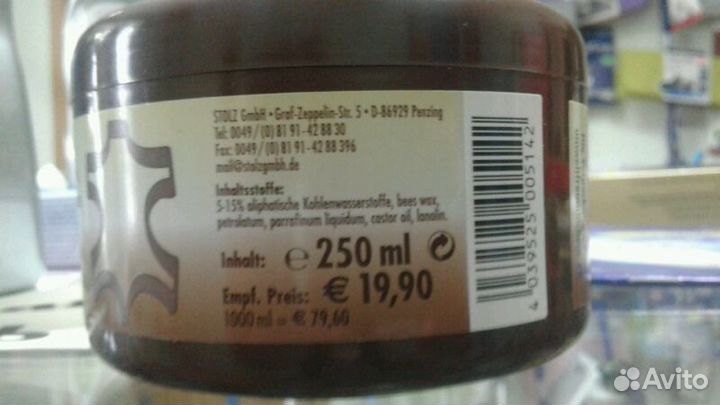 STOLZ GmbH • Graf-Zeppelin-Str. 5 • D-86929 Penzing
Tel: 0049/(0)81 91-42 88 30
Fax: 0049/(0)81 91-42 88 396
mail@stolzgmbh.de
Inhaltsstoffe:
5-15% aliphatische Kohlenwasserstoffe, bees wax,
petrolatum, parrafinum liquidum, castor oil, lanolin.
Inhalt: ℮ 250 ml
Empf. Preis: € 19,90
1000 ml = € 79,60
4 039525 005142
Avito